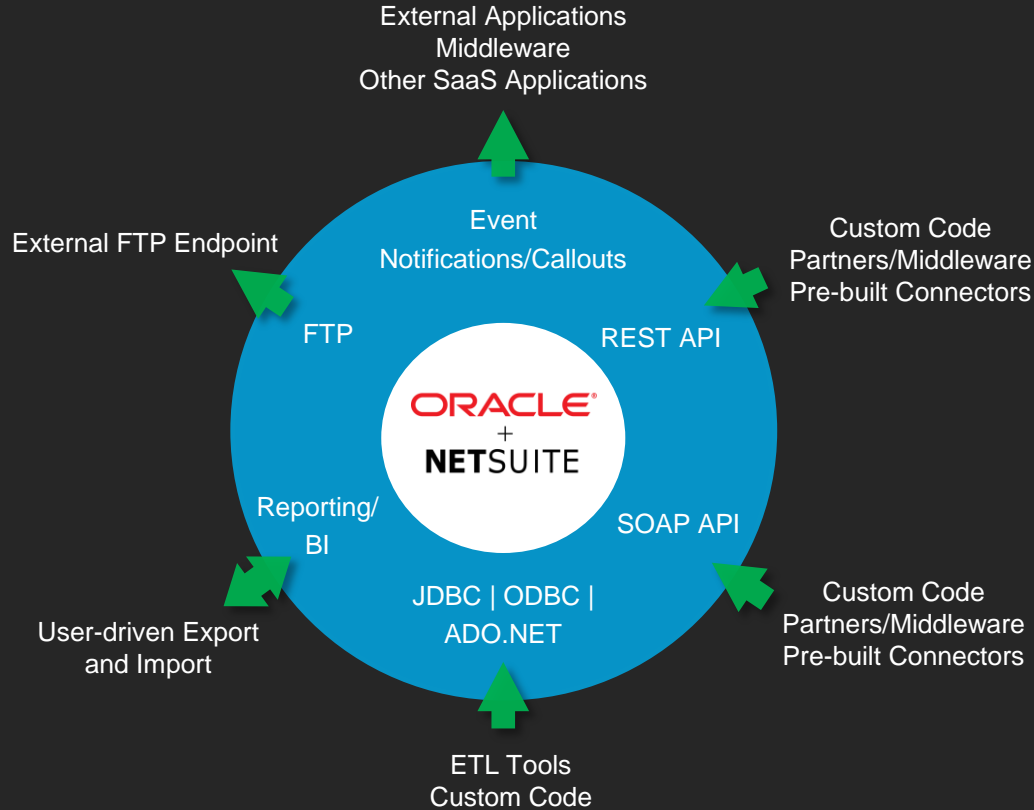 External Applications
Middleware
Other SaaS Applications
Event
Notifications/Callouts
External FTP Endpoint
Custom Code
Partners/Middleware
Pre-built Connectors
FTP
REST API
ORACLE®
+
NETSUITE
Reporting/
BI
SOAP API
JDBC | ODBC |
ADO.NET
User-driven Export
and Import
Custom Code
Partners/Middleware
Pre-built Connectors
ETL Tools
Custom Code